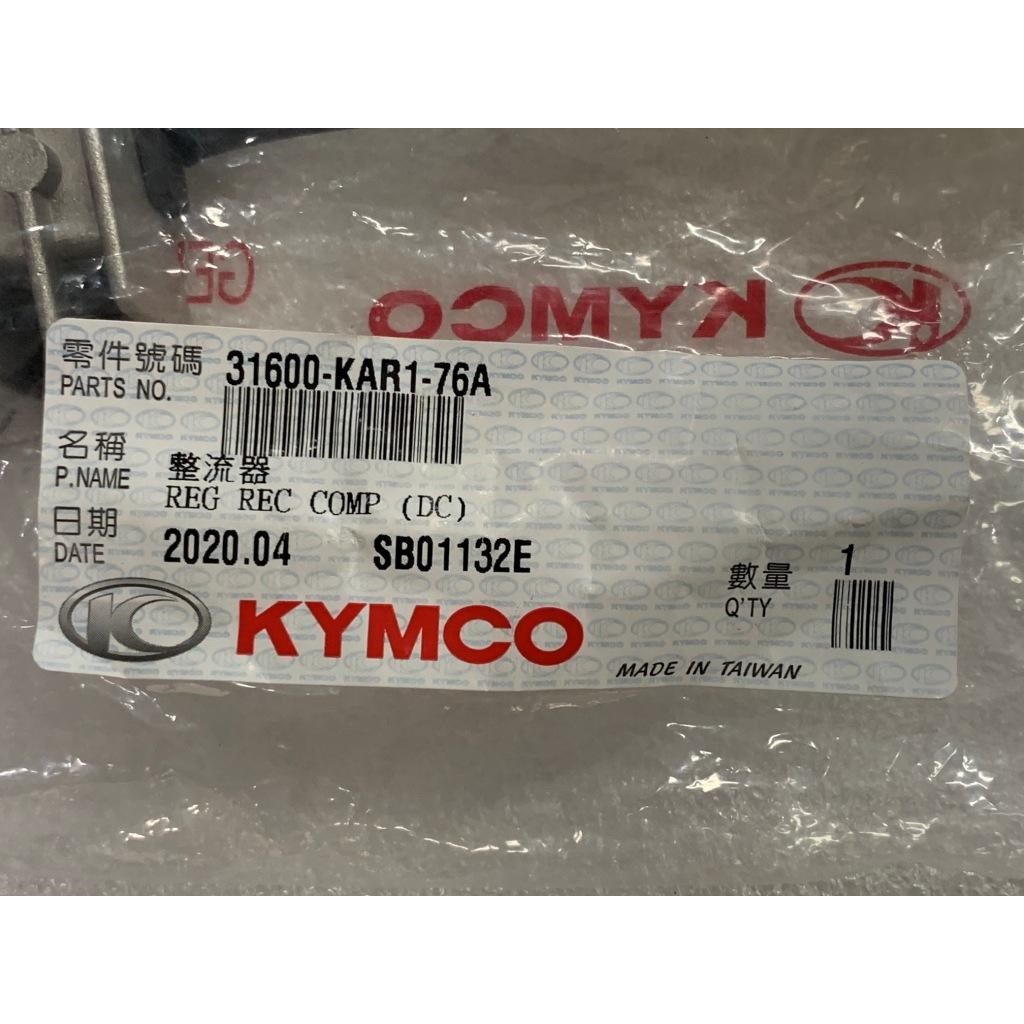 GE
KYMCO
零件號碼 31600-KAR1-76A
PARTS NO.
名稱 整流器
P.NAME REG REC COMP (DC)
日期
DATE 2020.04 SB01132E
數量 1
Q'TY
KYMCO
MADE IN TAIWAN